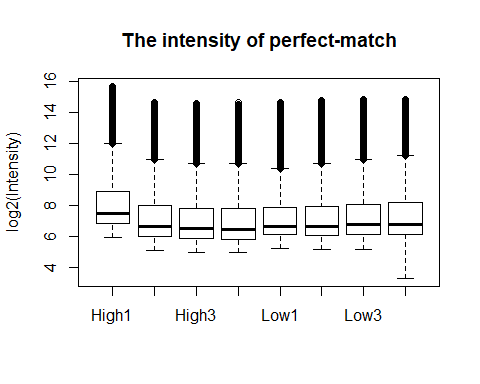 The intensity of perfect-match
log2(Intensity)
16
14
12
10
8
6
4
High1
High3
Low1
Low3